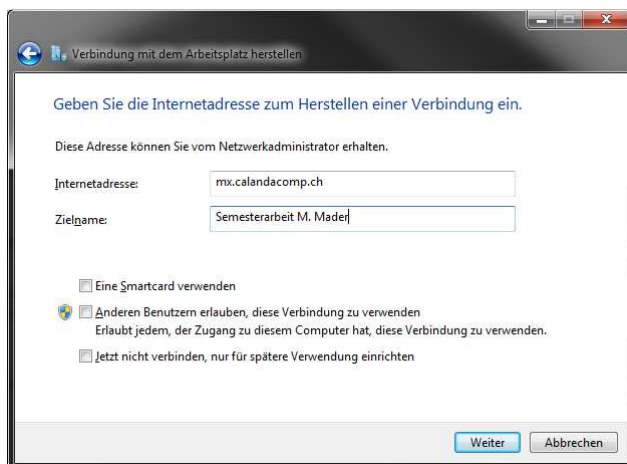 Verbindung mit dem Arbeitsplatz herstellen
Geben Sie die Internetadresse zum Herstellen einer Verbindung ein.
Diese Adresse können Sie vom Netzwerkadministrator erhalten.
Internetadresse: mx.calandacomp.ch
Zielname: Semesterarbeit M. Mader
Eine Smartcard verwenden
Anderen Benutzern erlauben, diese Verbindung zu verwenden
Erlaubt jedem, der Zugang zu diesem Computer hat, diese Verbindung zu verwenden.
Jetzt nicht verbinden, nur für spätere Verwendung einrichten
Weiter Abbrechen